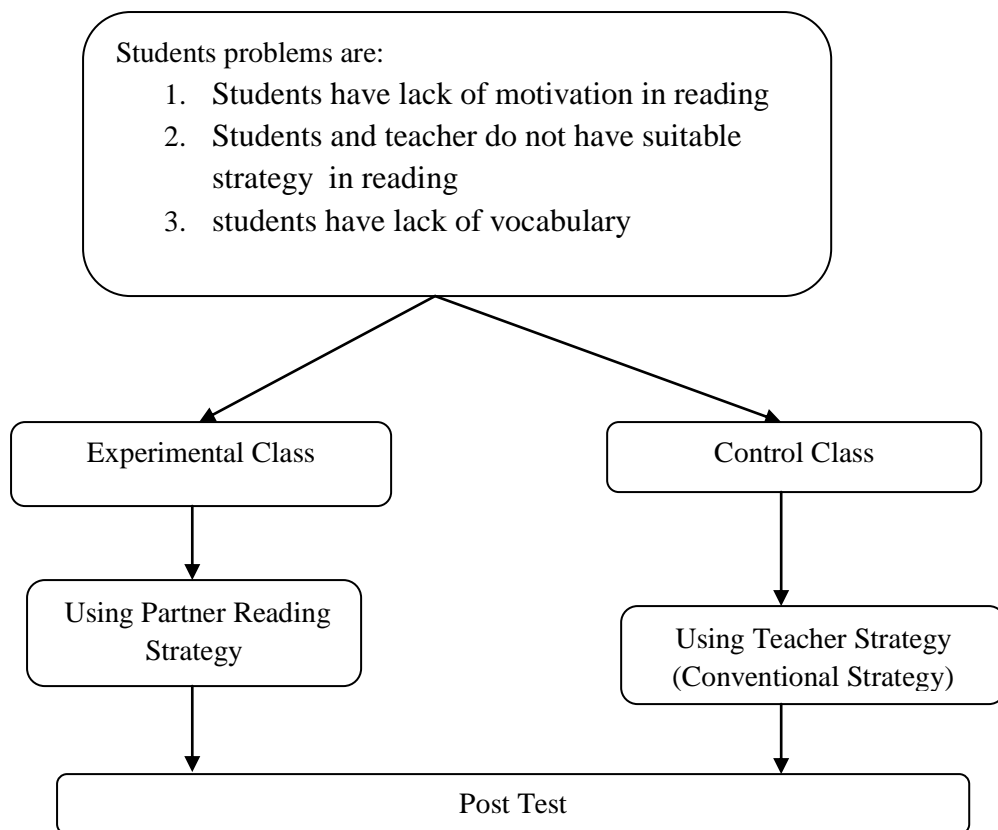 Students problems are:
1. Students have lack of motivation in reading
2. Students and teacher do not have suitable
strategy in reading
3. students have lack of vocabulary
Experimental Class
Control Class
Using Partner Reading
Strategy
Using Teacher Strategy
(Conventional Strategy)
Post Test